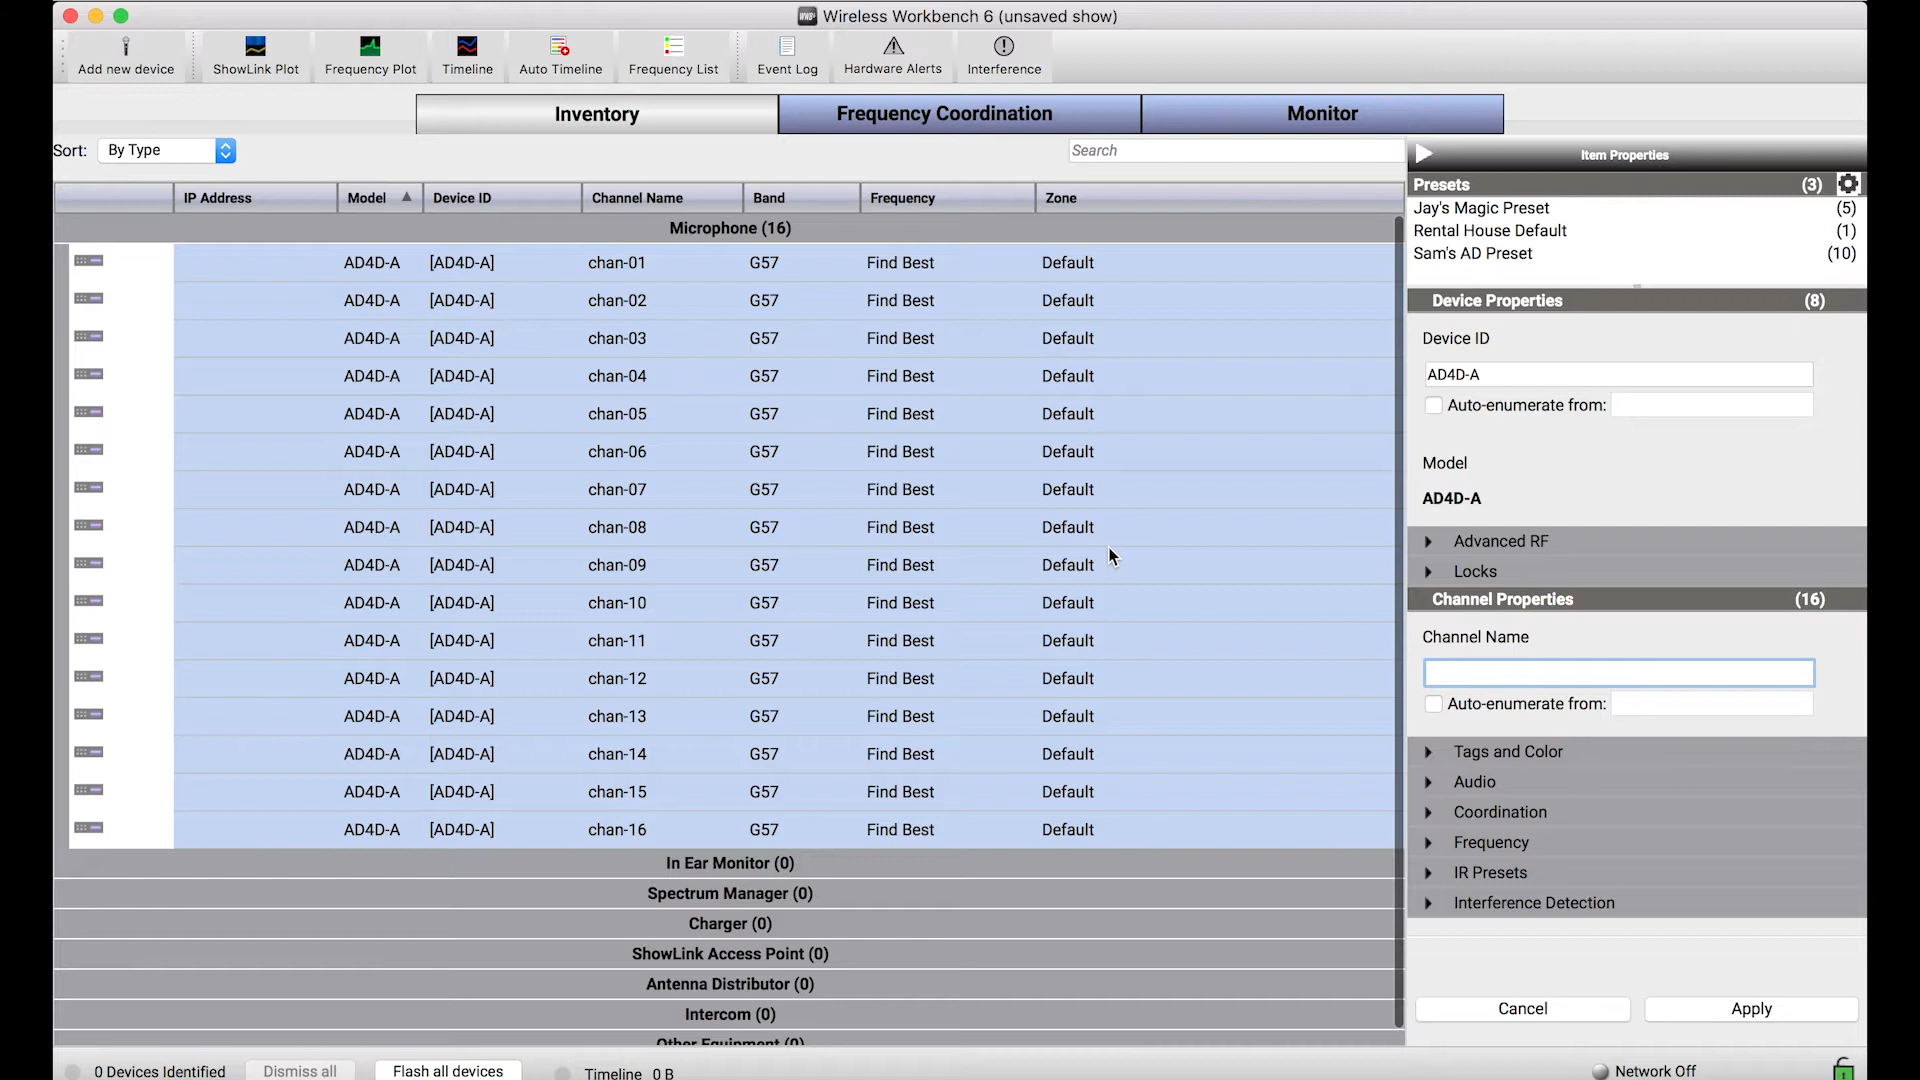 Wireless Workbench 6 (unsaved show)
Add new device
ShowLink Plot
Frequency Plot
Timeline
Auto Timeline
Frequency List
Event Log
Hardware Alerts
Interference
Inventory
Frequency Coordination
Monitor
Sort: By Type
Search
IP Address Model Device ID Channel Name Band Frequency Zone
Microphone (16)
AD4D-A [AD4D-A] chan-01 G57 Find Best Default
AD4D-A [AD4D-A] chan-02 G57 Find Best Default
AD4D-A [AD4D-A] chan-03 G57 Find Best Default
AD4D-A [AD4D-A] chan-04 G57 Find Best Default
AD4D-A [AD4D-A] chan-05 G57 Find Best Default
AD4D-A [AD4D-A] chan-06 G57 Find Best Default
AD4D-A [AD4D-A] chan-07 G57 Find Best Default
AD4D-A [AD4D-A] chan-08 G57 Find Best Default
AD4D-A [AD4D-A] chan-09 G57 Find Best Default
AD4D-A [AD4D-A] chan-10 G57 Find Best Default
AD4D-A [AD4D-A] chan-11 G57 Find Best Default
AD4D-A [AD4D-A] chan-12 G57 Find Best Default
AD4D-A [AD4D-A] chan-13 G57 Find Best Default
AD4D-A [AD4D-A] chan-14 G57 Find Best Default
AD4D-A [AD4D-A] chan-15 G57 Find Best Default
AD4D-A [AD4D-A] chan-16 G57 Find Best Default
In Ear Monitor (0)
Spectrum Manager (0)
Charger (0)
ShowLink Access Point (0)
Antenna Distributor (0)
Intercom (0)
Other Equipment (0)
Item Properties
Presets (3)
Jay's Magic Preset (5)
Rental House Default (1)
Sam's AD Preset (10)
Device Properties (8)
Device ID
AD4D-A
Auto-enumerate from:
Model
AD4D-A
Advanced RF
Locks
Channel Properties (16)
Channel Name
Auto-enumerate from:
Tags and Color
Audio
Coordination
Frequency
IR Presets
Interference Detection
Cancel
Apply
0 Devices Identified
Dismiss all
Flash all devices
Timeline 0 B
Network Off